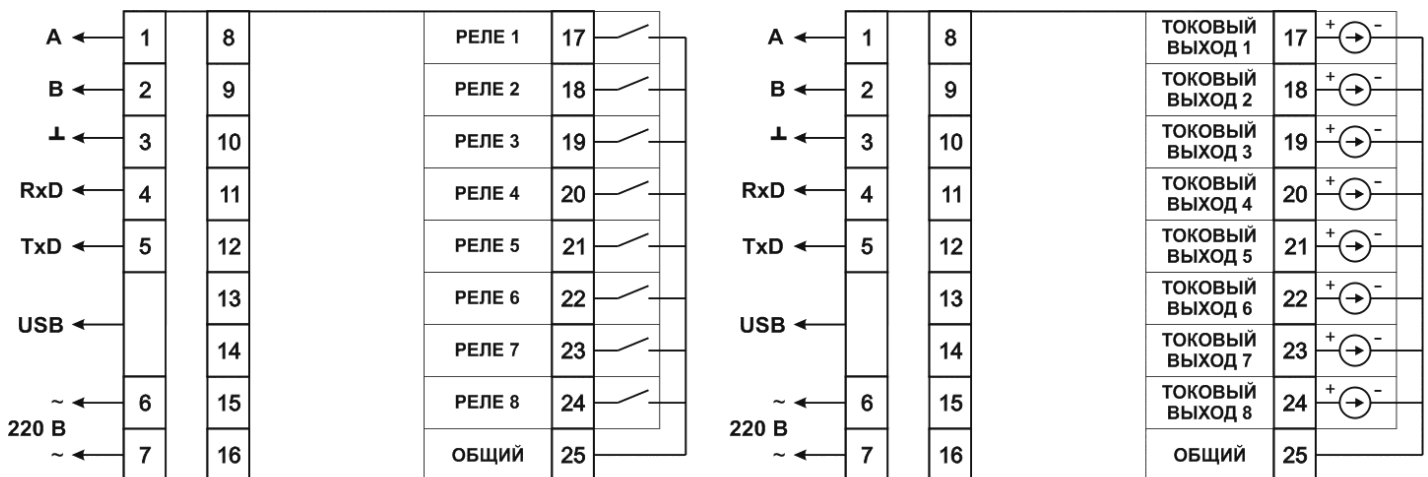 A 1 8 РЕЛЕ 1 17
B 2 9 РЕЛЕ 2 18
⊥ 3 10 РЕЛЕ 3 19
RxD 4 11 РЕЛЕ 4 20
TxD 5 12 РЕЛЕ 5 21
13 РЕЛЕ 6 22
USB
14 РЕЛЕ 7 23
~ 6 15 РЕЛЕ 8 24
220 В
~ 7 16 ОБЩИЙ 25
A 1 8 ТОКОВЫЙ
ВЫХОД 1 17 + -
B 2 9 ТОКОВЫЙ
ВЫХОД 2 18 + -
⊥ 3 10 ТОКОВЫЙ
ВЫХОД 3 19 + -
RxD 4 11 ТОКОВЫЙ
ВЫХОД 4 20 + -
TxD 5 12 ТОКОВЫЙ
ВЫХОД 5 21 + -
13 ТОКОВЫЙ
ВЫХОД 6 22 + -
USB
14 ТОКОВЫЙ
ВЫХОД 7 23 + -
~ 6 15 ТОКОВЫЙ
ВЫХОД 8 24 + -
220 В
~ 7 16 ОБЩИЙ 25